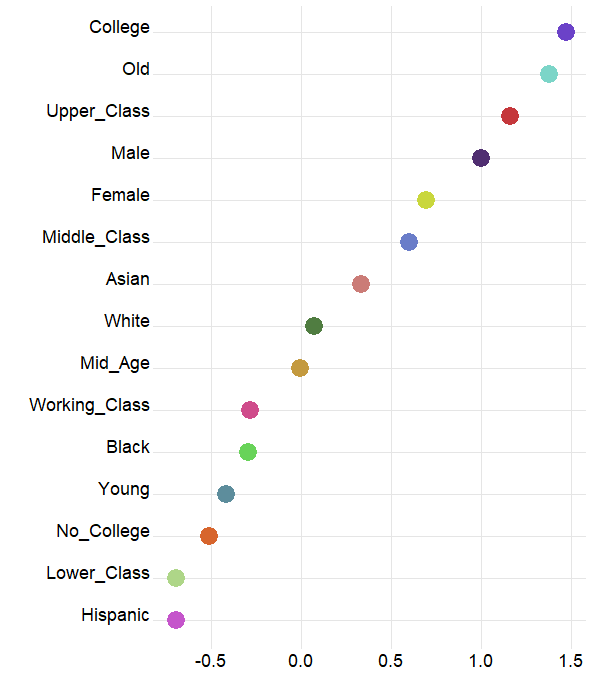 College
Old
Upper_Class
Male
Female
Middle_Class
Asian
White
Mid_Age
Working_Class
Black
Young
No_College
Lower_Class
Hispanic
-0.5 0.0 0.5 1.0 1.5